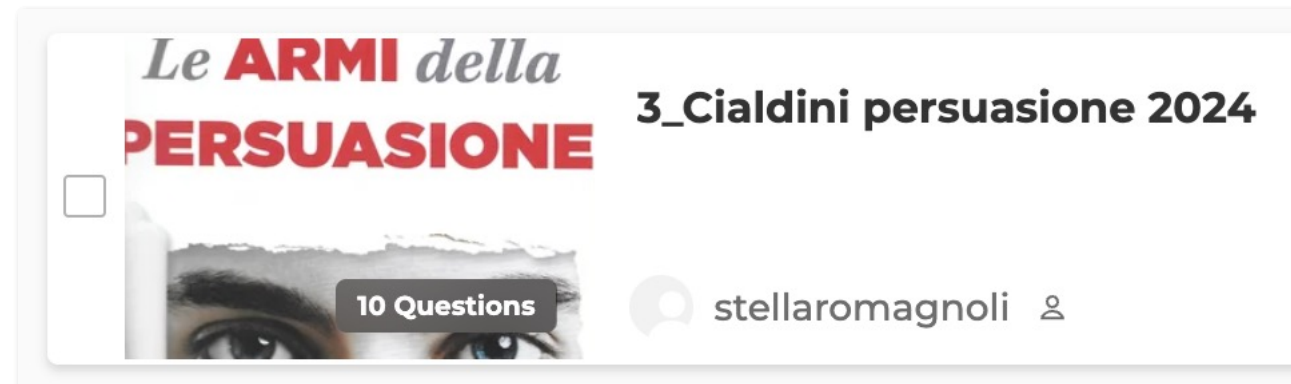 Le ARMI della
PERSUASIONE
10 Questions
3_Cialdini persuasione 2024
stellaromagnoli